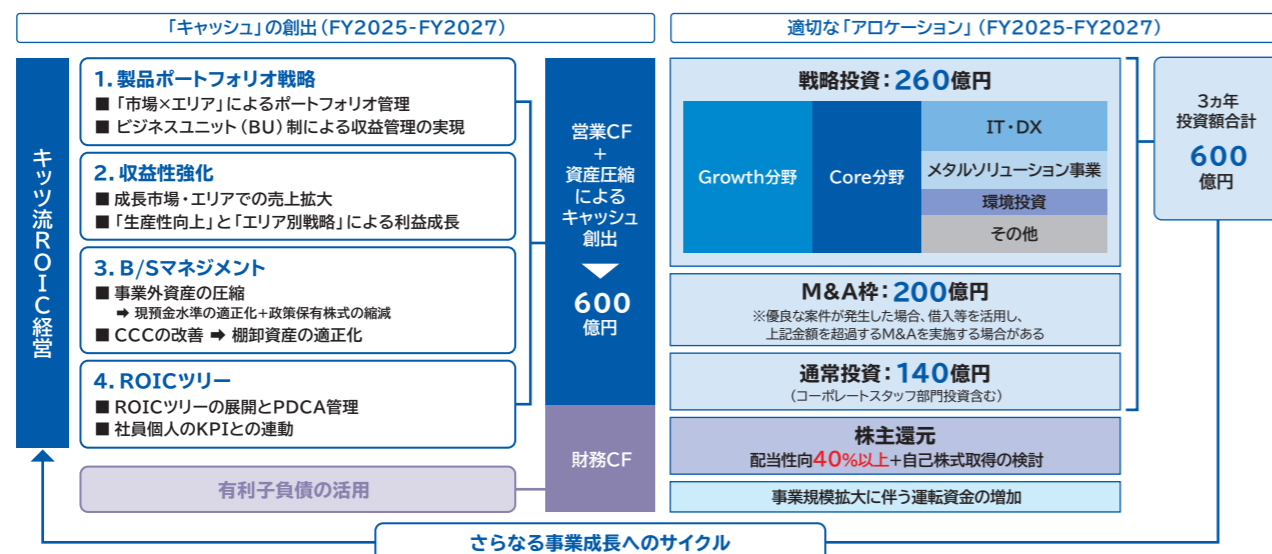 「キャッシュ」の創出(FY2025-FY2027)
キッツ流ROIC経営
1. 製品ポートフォリオ戦略
■「市場×エリア」によるポートフォリオ管理
■ ビジネスユニット(BU)制による収益管理の実現
2. 収益性強化
■ 成長市場・エリアでの売上拡大
■「生産性向上」と「エリア別戦略」による利益成長
3. B/Sマネジメント
■ 事業外資産の圧縮
➡ 現預金水準の適正化+政策保有株式の縮減
■ CCCの改善 ➡ 棚卸資産の適正化
4. ROICツリー
■ ROICツリーの展開とPDCA管理
■ 社員個人のKPIとの連動
有利子負債の活用
営業CF
+
資産圧縮
による
キャッシュ
創出
600
億円
財務CF
適切な「アロケーション」(FY2025-FY2027)
戦略投資:260億円
Growth分野
Core分野
IT・DX
メタルソリューション事業
環境投資
その他
M&A枠:200億円
※優良な案件が発生した場合、借入等を活用し、
上記金額を超過するM&Aを実施する場合がある
通常投資:140億円
(コーポレートスタッフ部門投資含む)
株主還元
配当性向40%以上+自己株式取得の検討
事業規模拡大に伴う運転資金の増加
3ヵ年
投資額合計
600
億円
さらなる事業成長へのサイクル